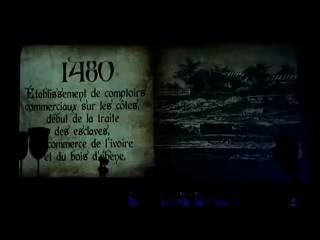 1480
Établissement de comptoirs
commerciaux sur les côtes,
début de la traite
des esclaves,
commerce de l'ivoire
et du bois d'ébène.